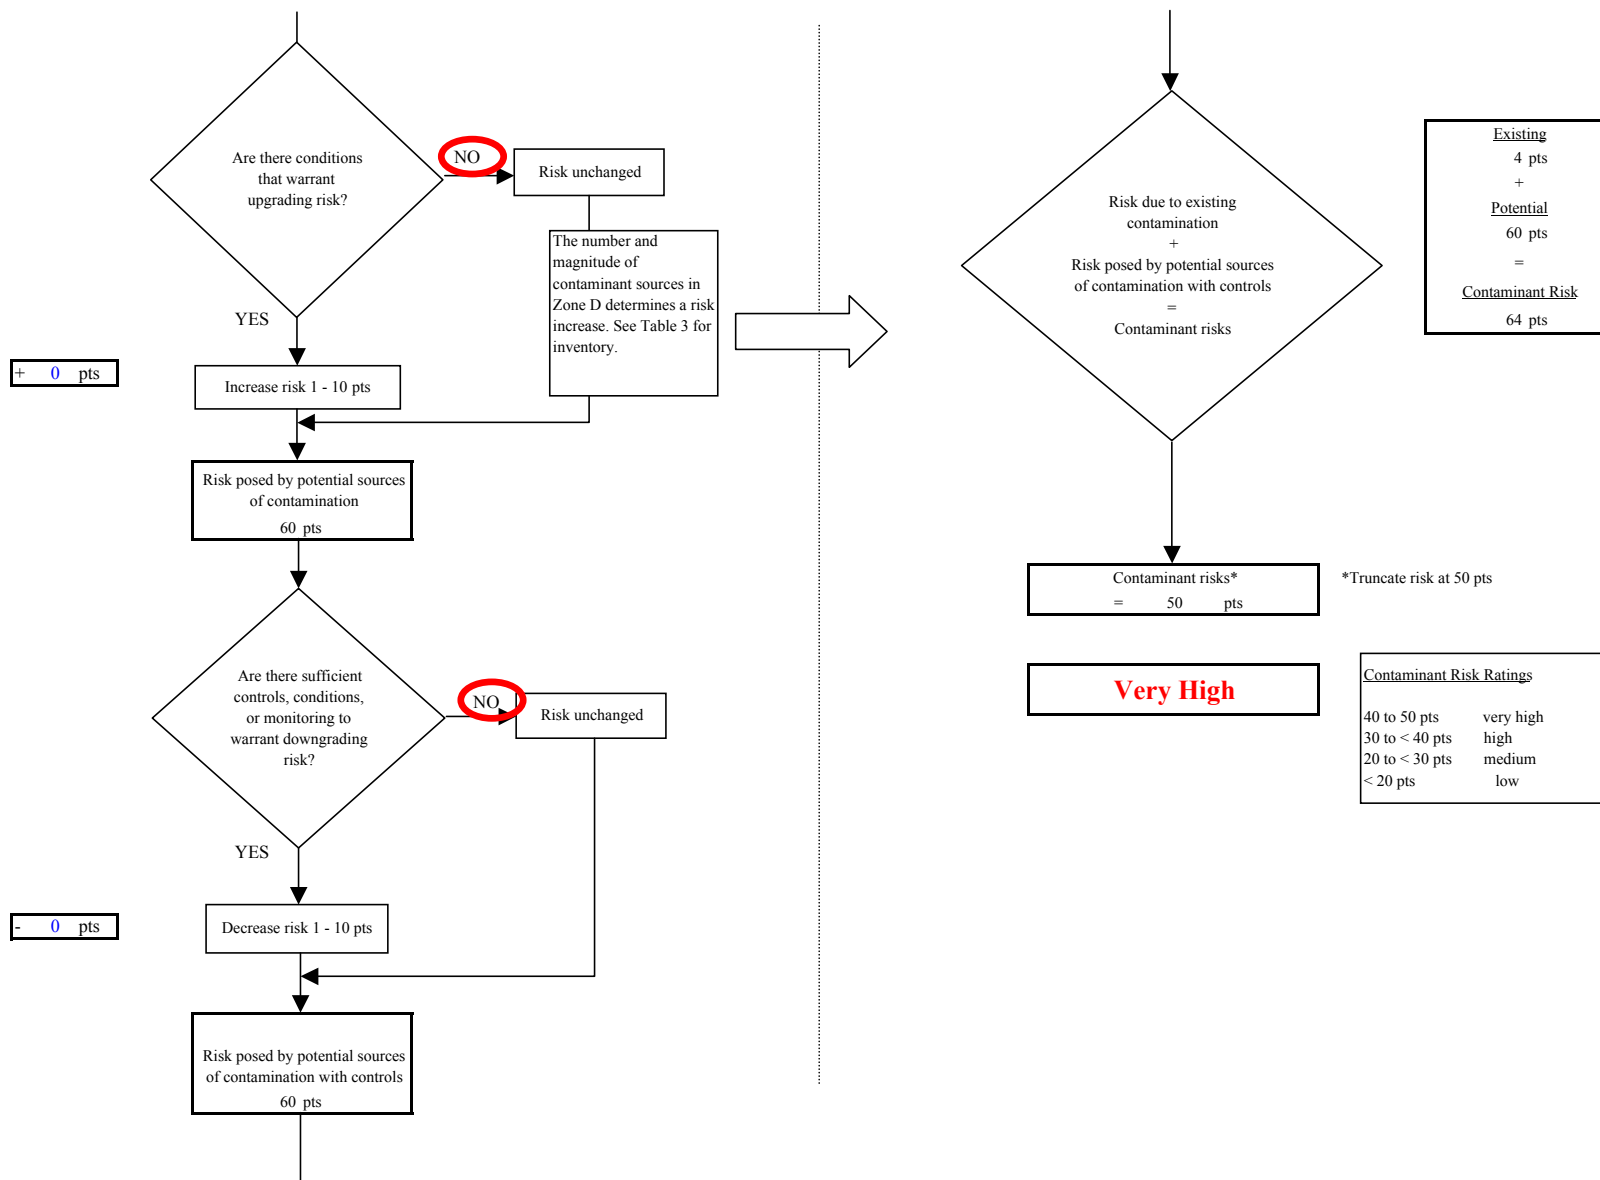 Are there conditions
that warrant
upgrading risk?
NO
Risk unchanged
The number and
magnitude of
contaminant sources in
Zone D determines a risk
increase. See Table 3 for
inventory.
YES
+ 0 pts
Increase risk 1 - 10 pts
Risk posed by potential sources
of contamination
60 pts
Are there sufficient
controls, conditions,
or monitoring to
warrant downgrading
risk?
NO
Risk unchanged
YES
- 0 pts
Decrease risk 1 - 10 pts
Risk posed by potential sources
of contamination with controls
60 pts
Risk due to existing
contamination
+
Risk posed by potential sources
of contamination with controls
=
Contaminant risks
Existing
4 pts
+
Potential
60 pts
=
Contaminant Risk
64 pts
Contaminant risks*
= 50 pts
*Truncate risk at 50 pts
Very High
Contaminant Risk Ratings
40 to 50 pts very high
30 to < 40 pts high
20 to < 30 pts medium
< 20 pts low